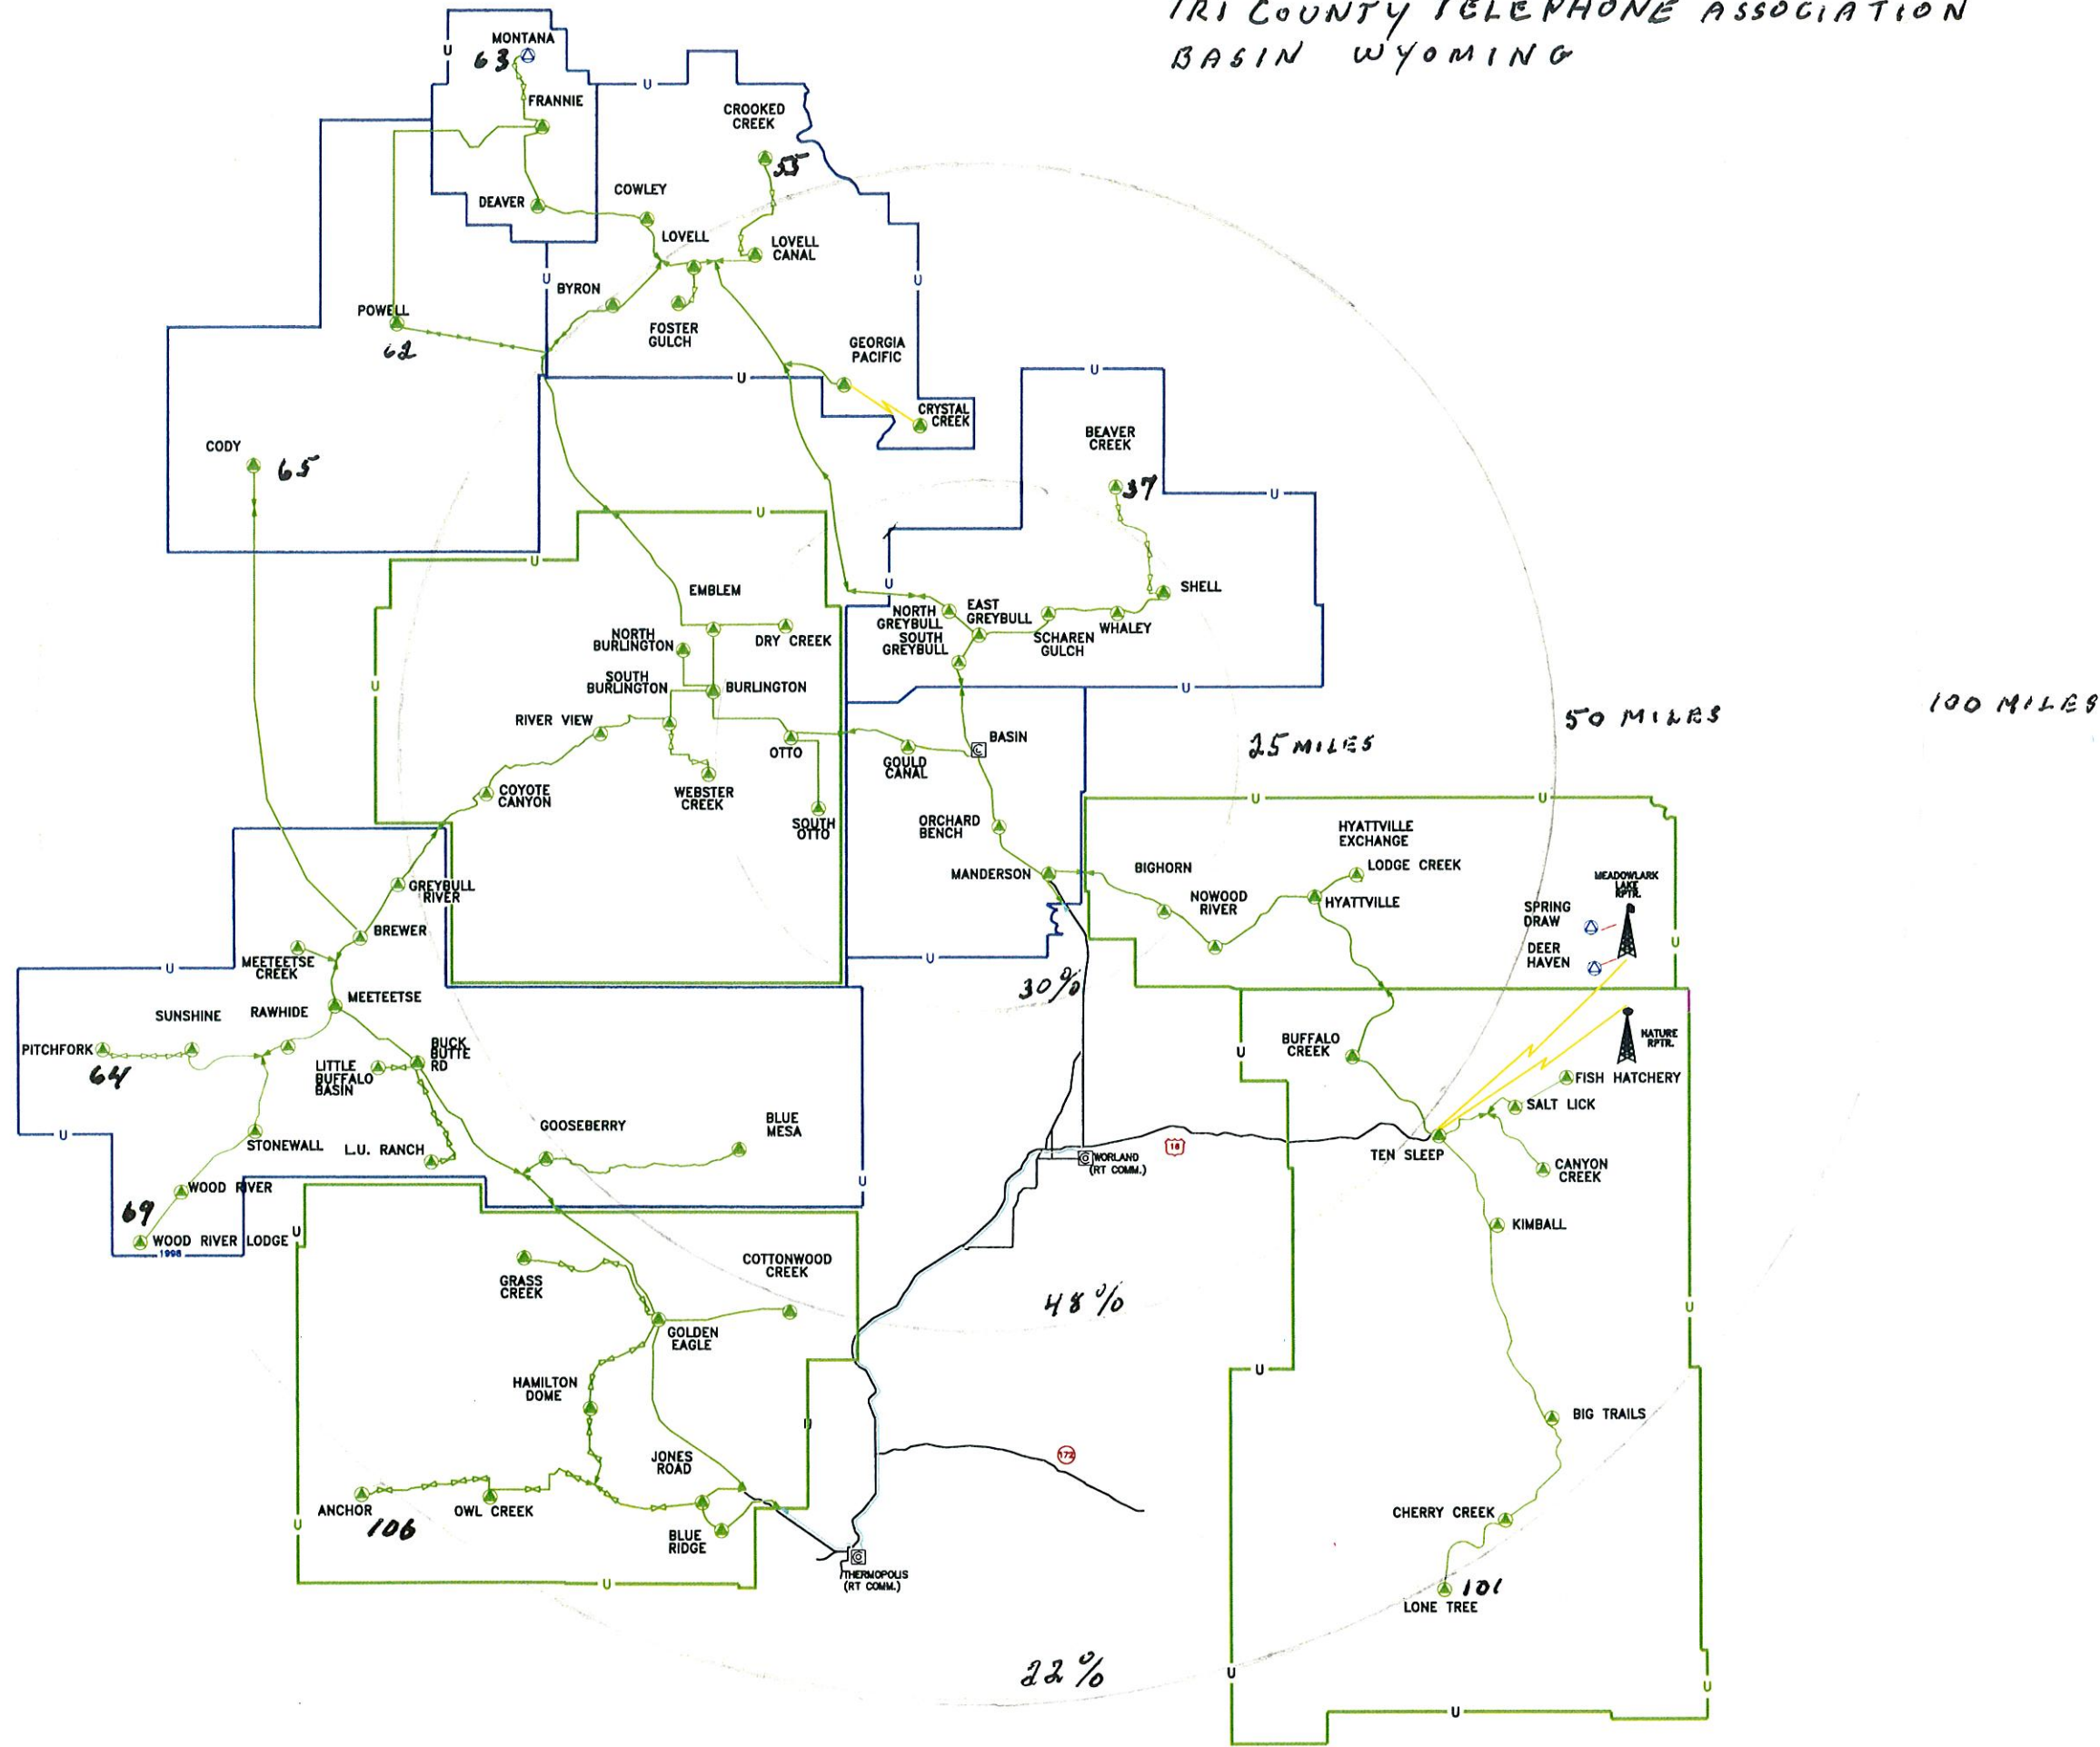 TRI COUNTY TELEPHONE ASSOCIATION
BASIN WYOMING
U
MONTANA
63
FRANNIE
U
CROOKED
CREEK
55
COWLEY
DEAVER
LOVELL
LOVELL
CANAL
U
U
BYRON
POWELL
62
FOSTER
GULCH
GEORGIA
PACIFIC
U
U
CRYSTAL
CREEK
BEAVER
CREEK
CODY
65
37
U
U
U
U
EMBLEM
SHELL
NORTH
GREYBULL
EAST
GREYBULL
SOUTH
GREYBULL
SCHAREN
GULCH
WHALEY
NORTH
BURLINGTON
DRY CREEK
SOUTH
BURLINGTON
BURLINGTON
U
U
RIVER VIEW
OTTO
GOULD
CANAL
BASIN
25 MILES
50 MILES
100 MILES
COYOTE
CANYON
WEBSTER
CREEK
SOUTH
OTTO
U
U
ORCHARD
BENCH
HYATTVILLE
EXCHANGE
LODGE CREEK
MANDERSON
BIGHORN
NOWOOD
RIVER
HYATTVILLE
MEADOWLARK
LAKE
RPTR.
SPRING
DRAW
DEER
HAVEN
U
GREYBULL
RIVER
BREWER
MEETEETSE
CREEK
U
U
30%
MEETEETSE
SUNSHINE
RAWHIDE
PITCHFORK
64
LITTLE
BUFFALO
BASIN
BUCK
BUTTE
RD
BUFFALO
CREEK
U
NATURE
RPTR.
FISH HATCHERY
SALT LICK
U
GOOSEBERRY
BLUE
MESA
STONEWALL
L.U. RANCH
WORLAND
(RT COMM.)
16
TEN SLEEP
CANYON
CREEK
WOOD RIVER
69
U
WOOD RIVER LODGE
1998
U
KIMBALL
GRASS
CREEK
COTTONWOOD
CREEK
48%
U
GOLDEN
EAGLE
U
HAMILTON
DOME
U
BIG TRAILS
JONES
ROAD
172
ANCHOR
106
OWL CREEK
BLUE
RIDGE
U
CHERRY CREEK
THERMOPOLIS
(RT COMM.)
U
101
LONE TREE
22%
U
U
U